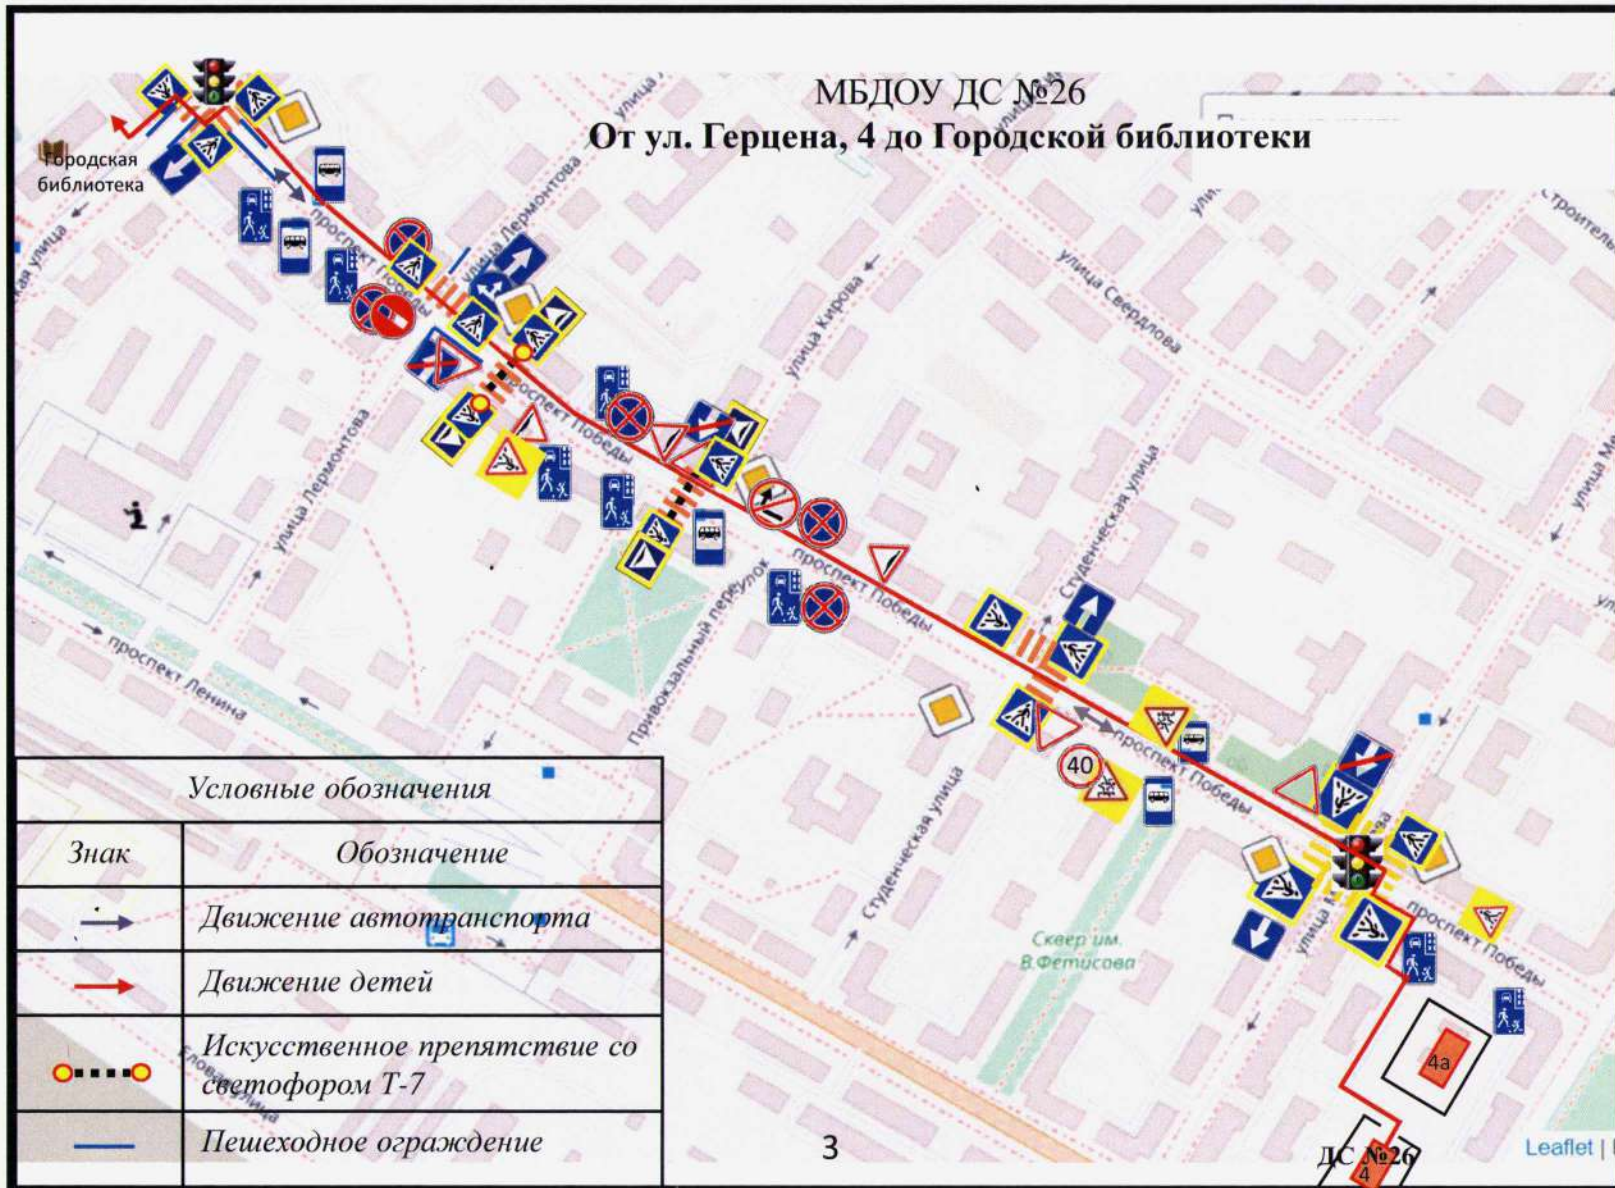 МБДОУ ДС №26
От ул. Герцена, 4 до Городской библиотеки
Городская
библиотека
улица Лермонтова
проспект Победы
улица Кирова
улица Свердлова
проспект Победы
улица Лермонтова
Студенческая улица
проспект Победы
Привокзальный переулок
проспект Ленина
40
проспект Победы
Студенческая улица
проспект Победы
Сквер им.
В.Фетисова
Условные обозначения
Знак
Обозначение
Движение автотранспорта
Движение детей
Искусственное препятствие со
светофором Т-7
Пешеходное ограждение
4а
3
ДС №26
4
Leaflet |